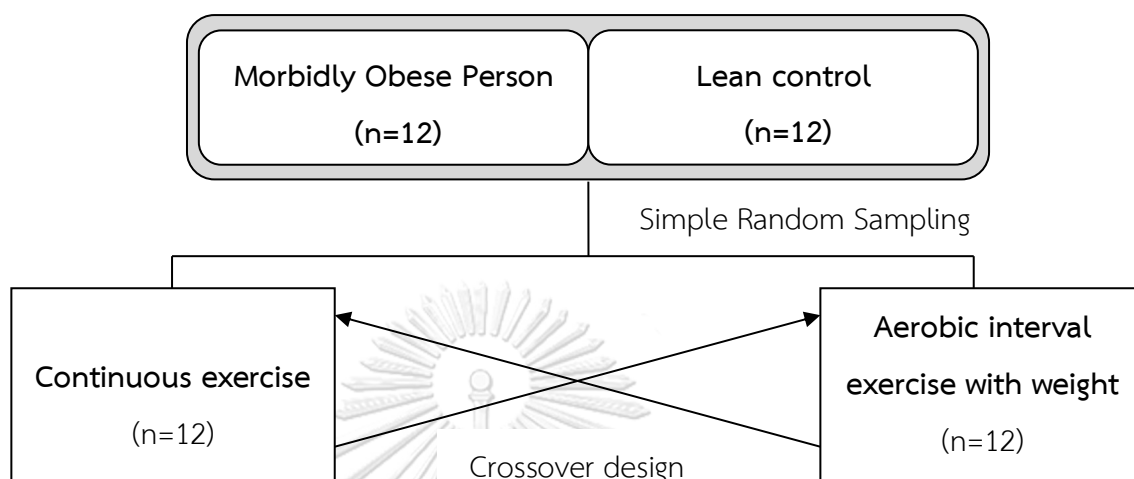 Morbidly Obese Person
(n=12)
Lean control
(n=12)
Simple Random Sampling
Continuous exercise
(n=12)
Aerobic interval
exercise with weight
(n=12)
Crossover design